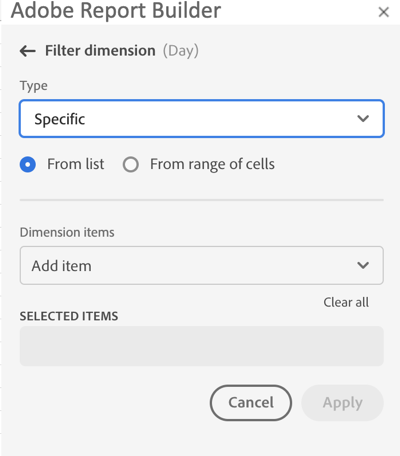 Adobe Report Builder
Filter dimension (Day)
Type
Specific
From list From range of cells
Dimension items
Add item
Clear all
SELECTED ITEMS
Cancel Apply